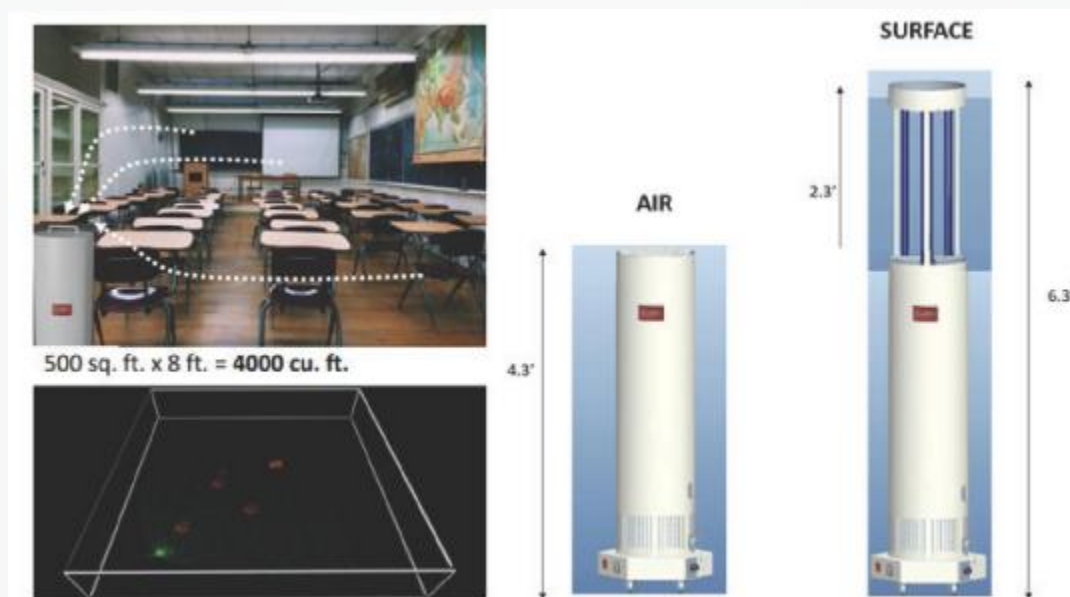 SURFACE
AIR
2.3'
4.3'
6.3
500 sq. ft. x 8 ft. = 4000 cu. ft.